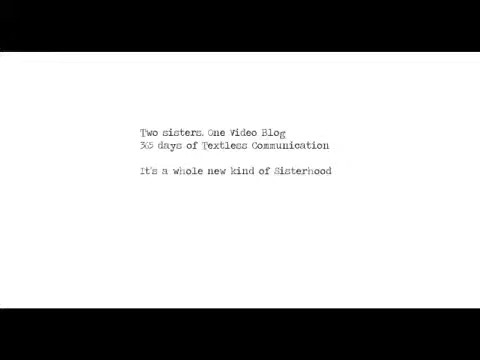 Two sisters. One Video Blog
365 days of Textless Communication
It's a whole new kind of Sisterhood